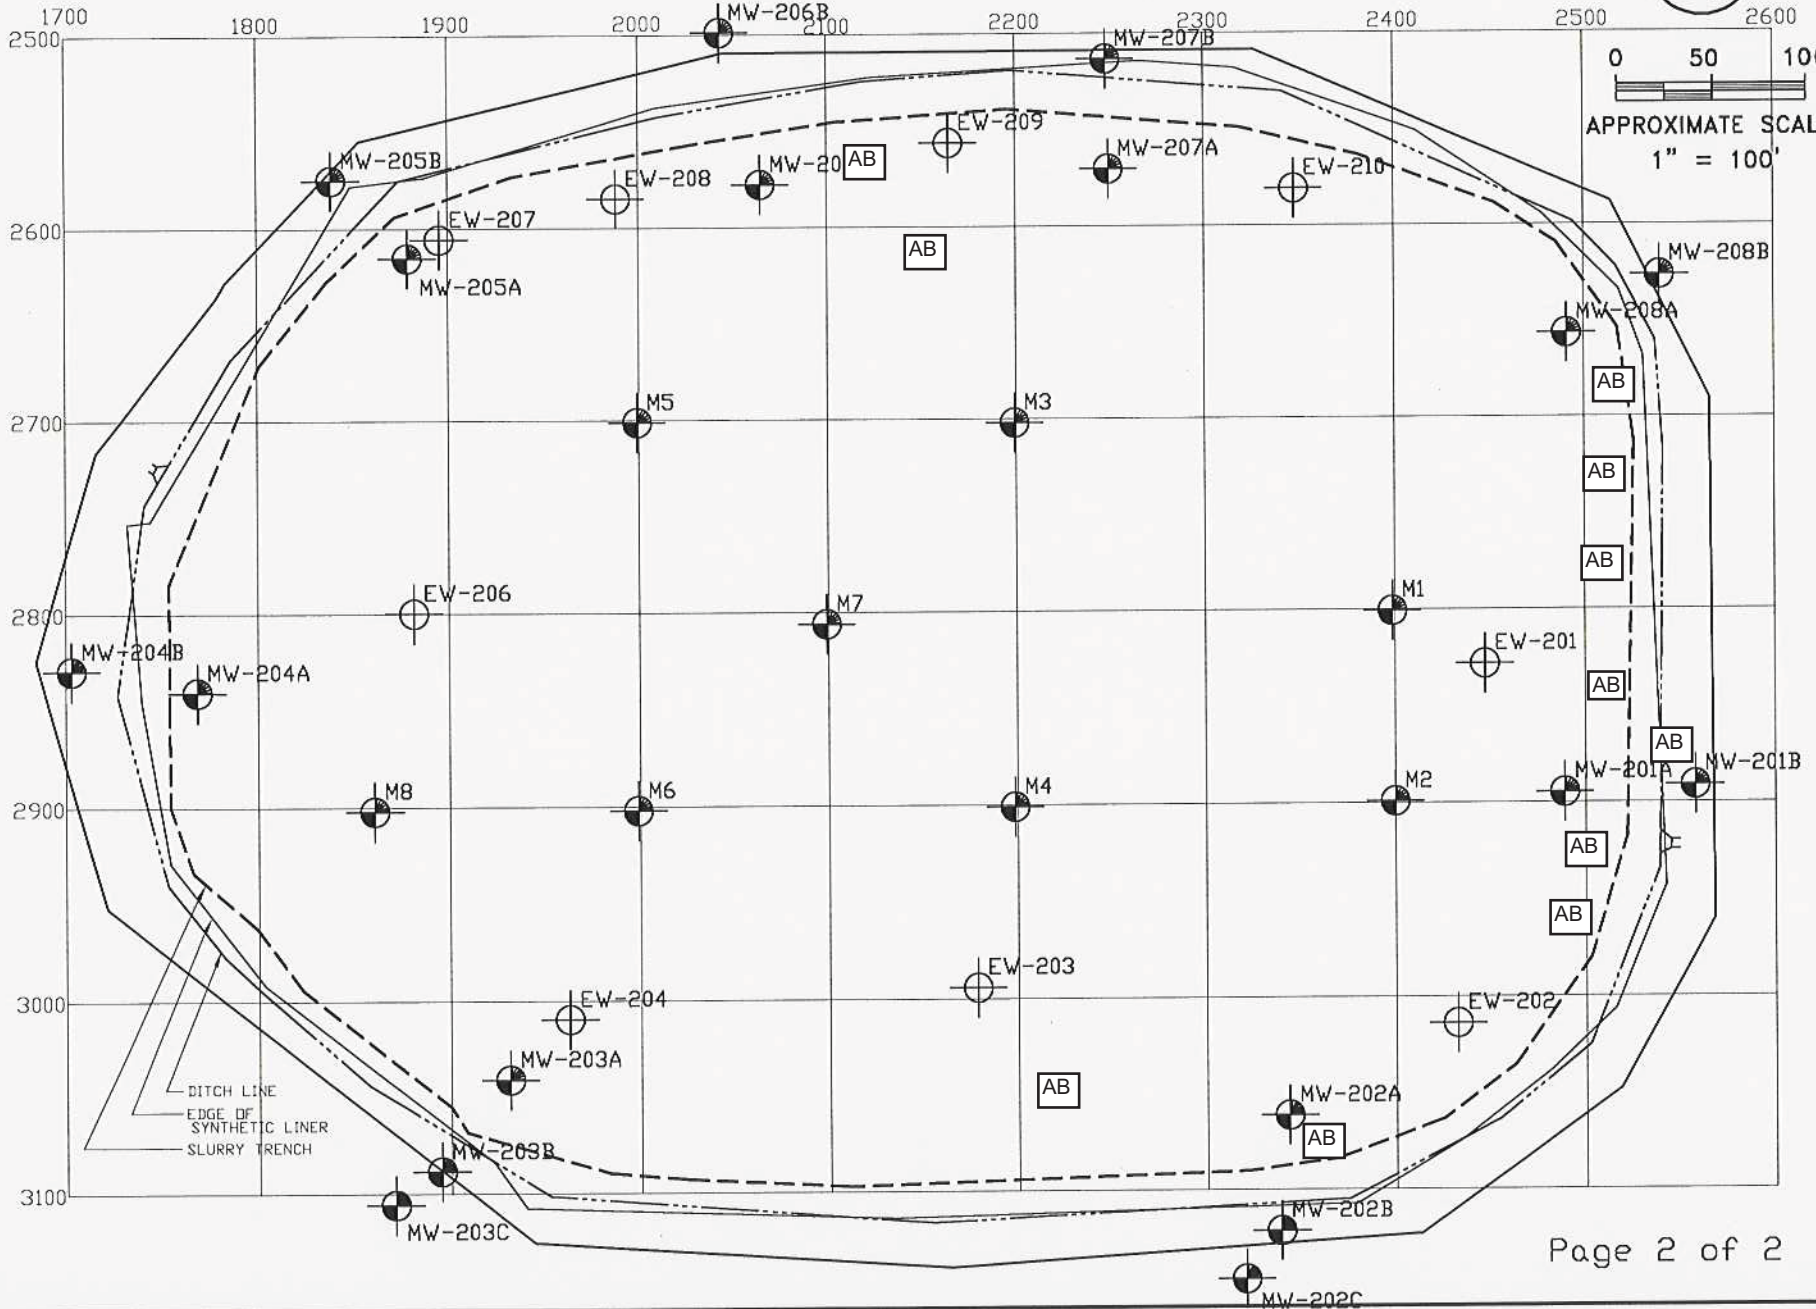 1700 1800 1900 2000 2100 2200 2300 2400 2500 2600
MW-206B
2500
MW-207B
0 50
APPROXIMATE SCAL
1" = 100'
EW-209
MW-205B
MW-20 AB
MW-207A
EW-210
EW-208
EW-207
2600
AB
MW-208B
MW-205A
MW-208A
AB
M5
M3
2700
AB
AB
EW-206
M7
M1
2800
EW-201
MW-204B
MW-204A
AB
AB
MW-201A
MW-201B
M8
M6
M4
M2
2900
AB
AB
EW-203
3000
EW-204
EW-202
MW-203A
DITCH LINE
AB
MW-202A
EDGE OF
SYNTHETIC LINER
AB
SLURRY TRENCH
MW-203B
3100
MW-203C
MW-202B
Page 2 of 2
MW-202C